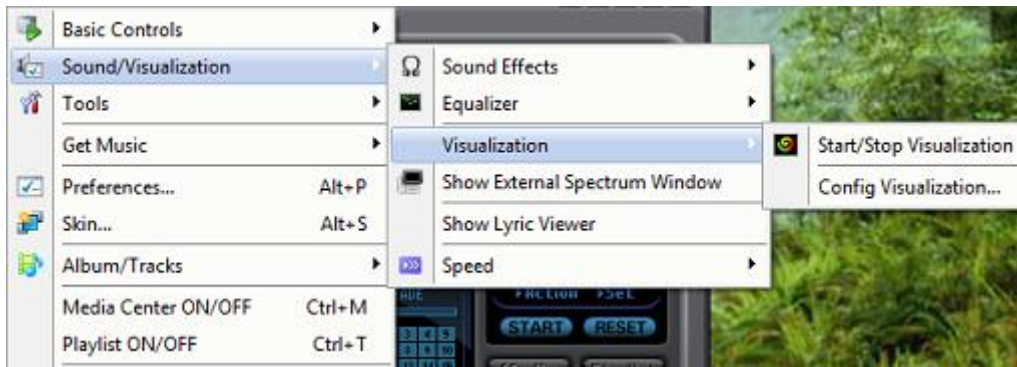 Basic Controls
Sound/Visualization
Tools
Get Music
Preferences... Alt+P
Skin... Alt+S
Album/Tracks
Media Center ON/OFF Ctrl+M
Playlist ON/OFF Ctrl+T
Sound Effects
Equalizer
Visualization
Show External Spectrum Window
Show Lyric Viewer
Speed
Start/Stop Visualization
Config Visualization...
START RESET